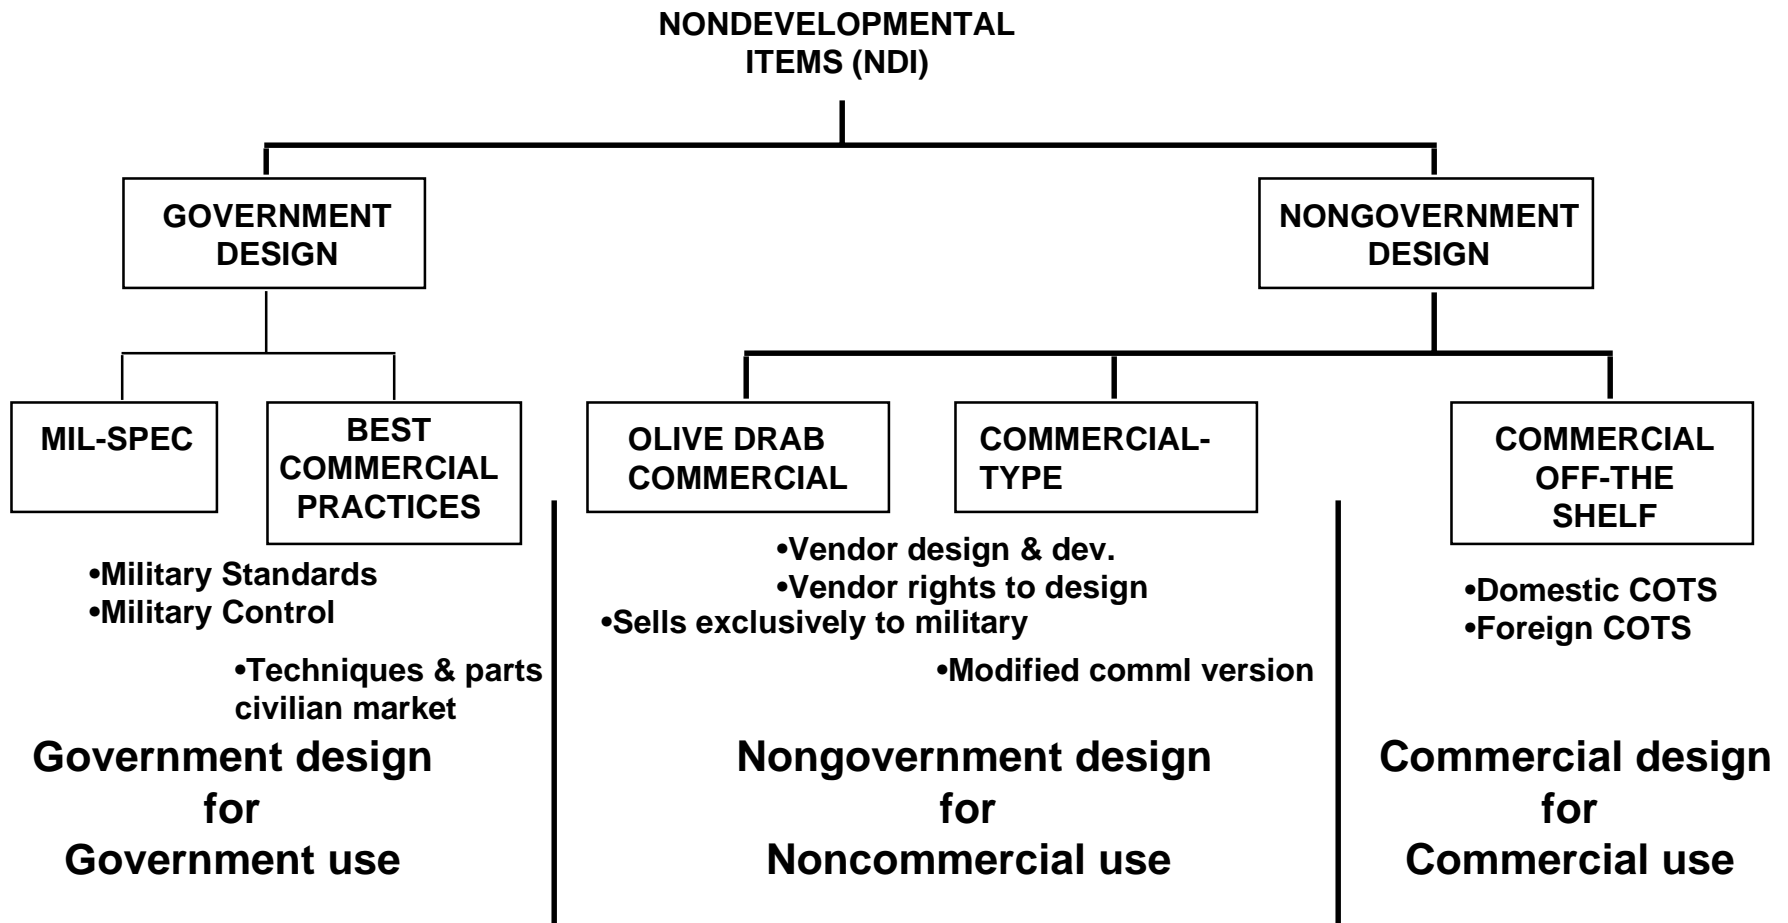 NONDEVELOPMENTAL
ITEMS (NDI)
GOVERNMENT
DESIGN
NONGOVERNMENT
DESIGN
MIL-SPEC
BEST
COMMERCIAL
PRACTICES
OLIVE DRAB
COMMERCIAL
COMMERCIAL-
TYPE
COMMERCIAL
OFF-THE
SHELF
•Military Standards
•Military Control
•Techniques & parts
civilian market
•Vendor design & dev.
•Vendor rights to design
•Sells exclusively to military
•Modified comml version
•Domestic COTS
•Foreign COTS
Government design
for
Government use
Nongovernment design
for
Noncommercial use
Commercial design
for
Commercial use